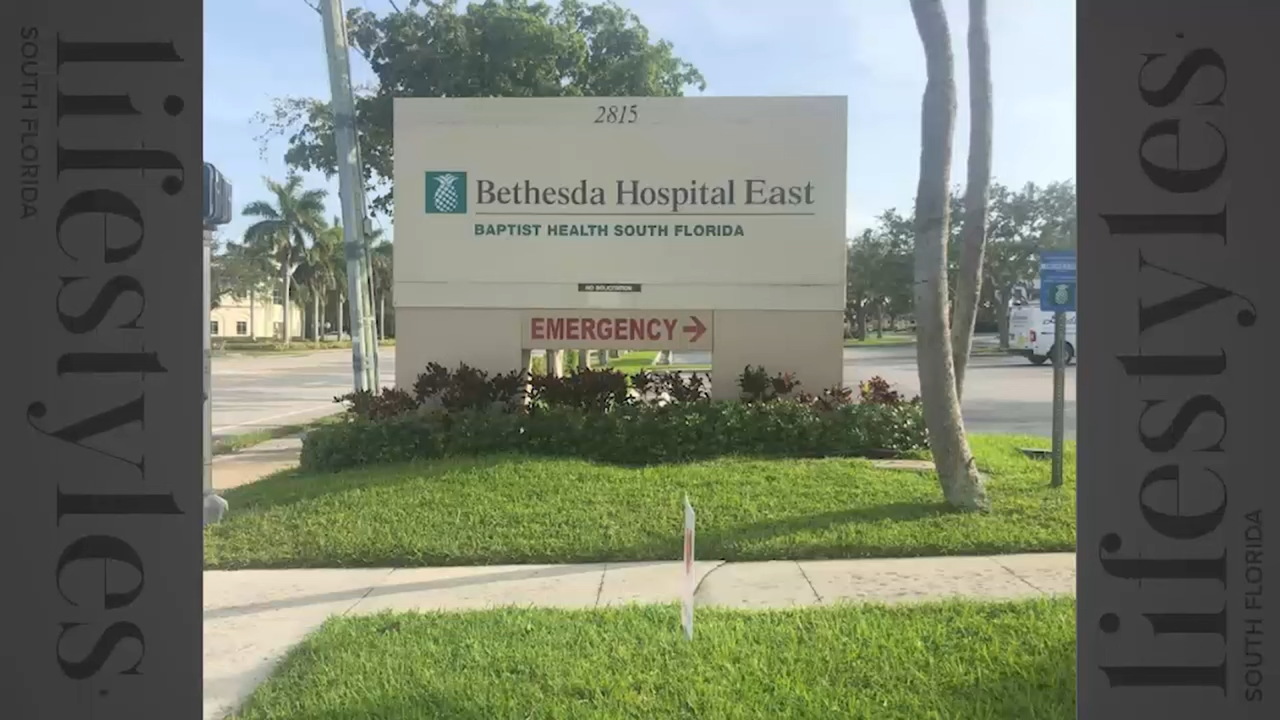 SOUTH FLORIDA
lifestyles.
2815
Bethesda Hospital East
BAPTIST HEALTH SOUTH FLORIDA
NO SOLICITATION
EMERGENCY →
lifestyles.
SOUTH FLORIDA